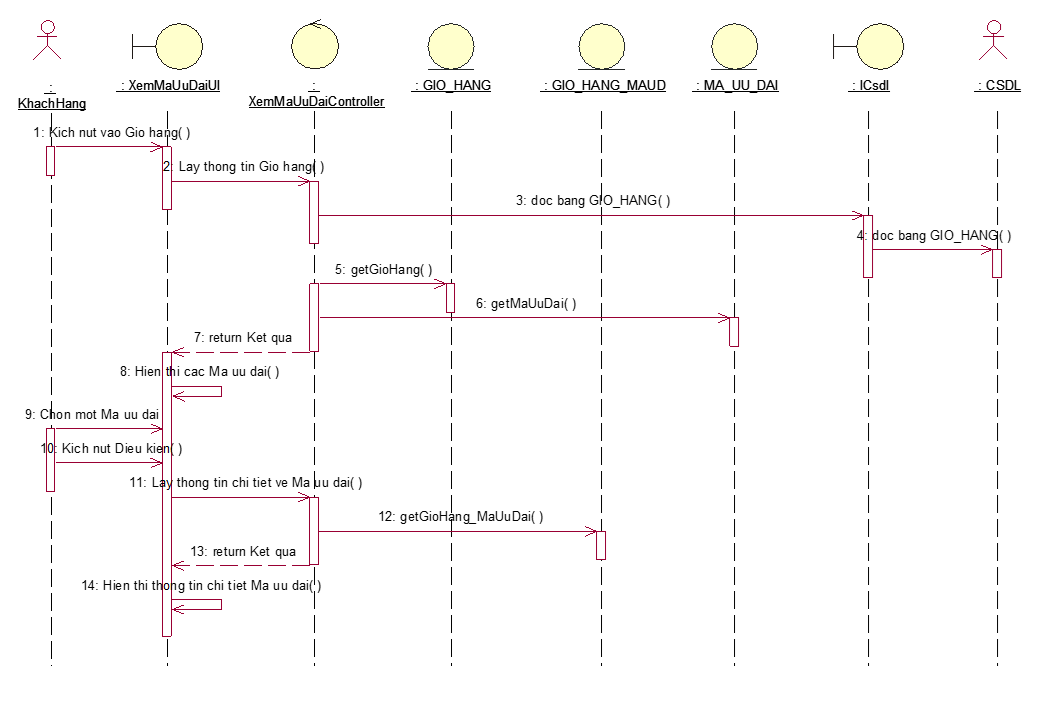 :
KhachHang
: XemMaUuDaiUI
:
XemMaUuDaiController
: GIO_HANG
: GIO_HANG_MAUD
: MA_UU_DAI
: ICsdl
: CSDL
1: Kich nut vao Gio hang( )
2: Lay thong tin Gio hang( )
3: doc bang GIO_HANG( )
4: doc bang GIO_HANG( )
5: getGioHang( )
6: getMaUuDai( )
7: return Ket qua
8: Hien thi cac Ma uu dai( )
9: Chon mot Ma uu dai
10: Kich nut Dieu kien( )
11: Lay thong tin chi tiet ve Ma uu dai( )
12: getGioHang_MaUuDai( )
13: return Ket qua
14: Hien thi thong tin chi tiet Ma uu dai( )